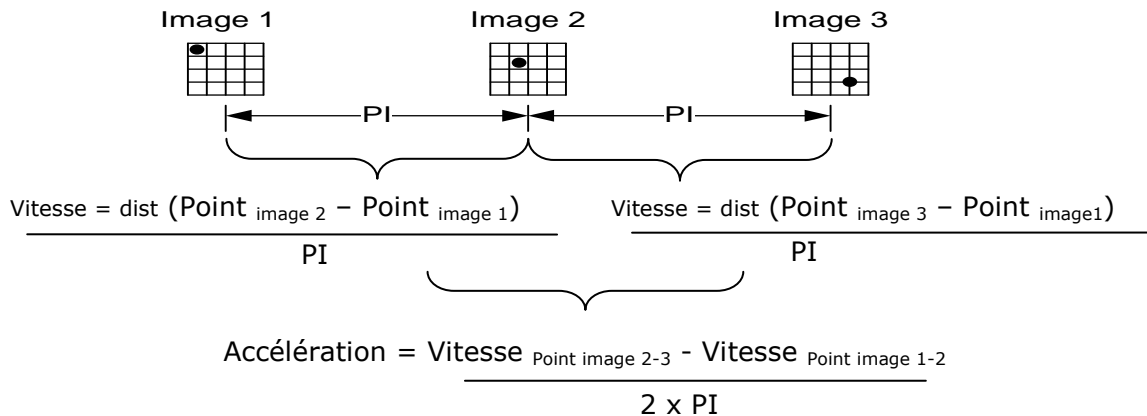 Image 1 Image 2 Image 3
PI PI
Vitesse = dist (Point image 2 – Point image 1) Vitesse = dist (Point image 3 – Point image1)
PI PI
Accélération = Vitesse Point image 2-3 - Vitesse Point image 1-2
2 x PI